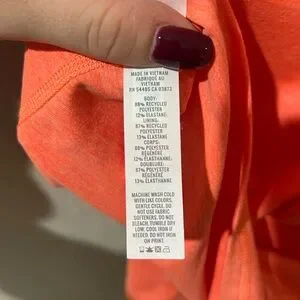 MADE IN VIETNAM
FABRIQUÉ AU
VIETNAM
RN 54485 CA 03873
BODY:
88% RECYCLED
POLYESTER
12% ELASTANE;
LINING:
87% RECYCLED
POLYESTER
13% ELASTANE
CORPS:
88% POLYESTER
RÉGÉNÉRÉ
12% ÉLASTHANNE;
DOUBLURE:
87% POLYESTER
RÉGÉNÉRÉ
13% ÉLASTHANNE
MACHINE WASH COLD
WITH LIKE COLORS,
GENTLE CYCLE. DO
NOT USE FABRIC
SOFTENERS. DO NOT
BLEACH. TUMBLE DRY
LOW. COOL IRON IF
NEEDED. DO NOT IRON
ON PRINT.